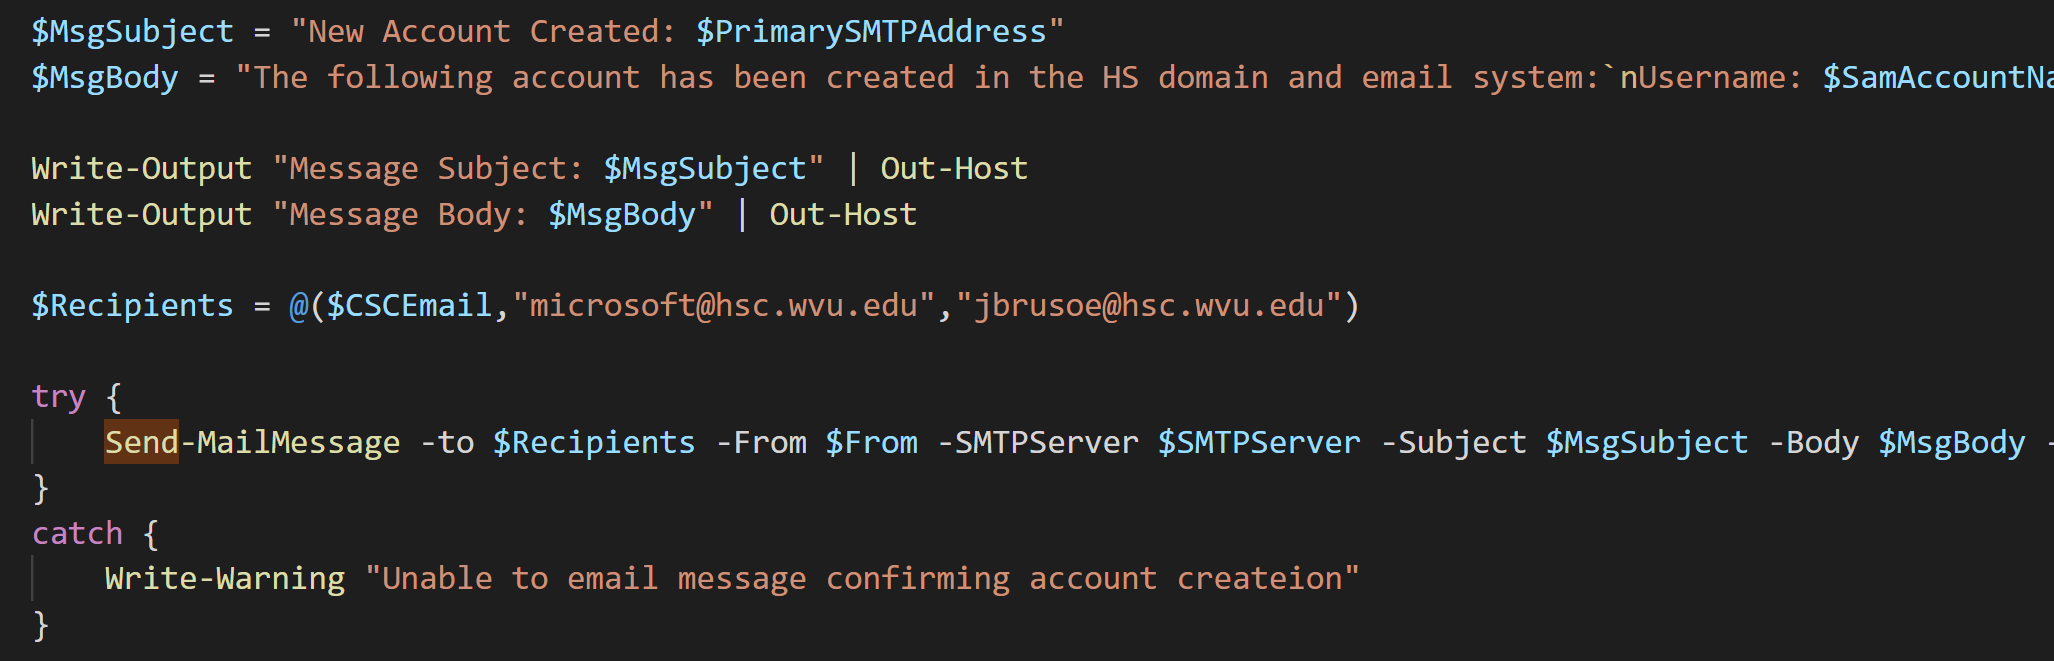 $MsgSubject = "New Account Created: $PrimarySMTPAddress"
$MsgBody = "The following account has been created in the HS domain and email system:`nUsername: $SamAccountNa
Write-Output "Message Subject: $MsgSubject" | Out-Host
Write-Output "Message Body: $MsgBody" | Out-Host
$Recipients = @($CSCEmail,"microsoft@hsc.wvu.edu","jbrusoe@hsc.wvu.edu")
try {
Send-MailMessage -to $Recipients -From $From -SMTPServer $SMTPServer -Subject $MsgSubject -Body $MsgBody -
}
catch {
Write-Warning "Unable to email message confirming account createion"
}